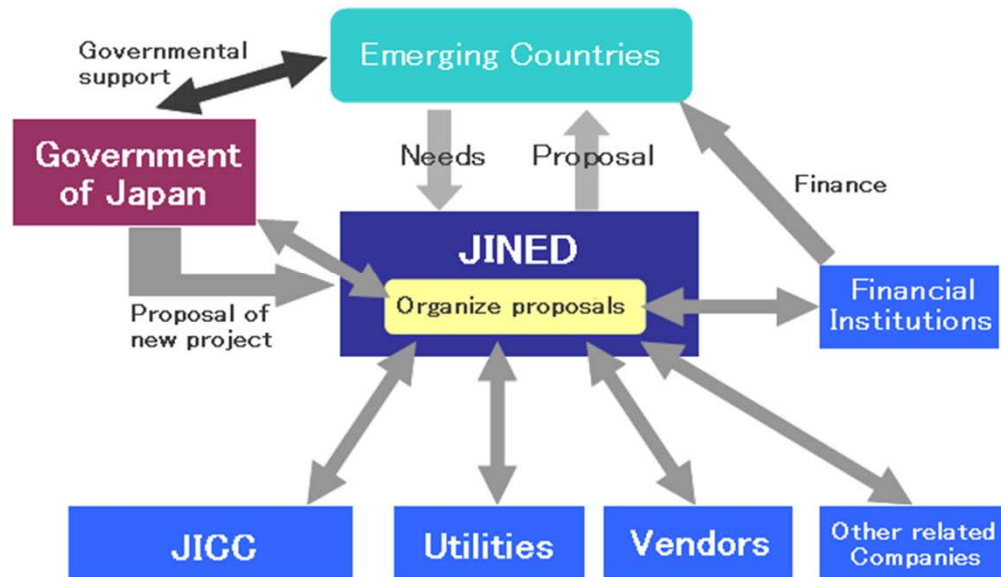 Governmental
support
Emerging Countries
Government
of Japan
Needs
Proposal
Finance
JINED
Organize proposals
Proposal of
new project
Financial
Institutions
JICC
Utilities
Vendors
Other related
Companies